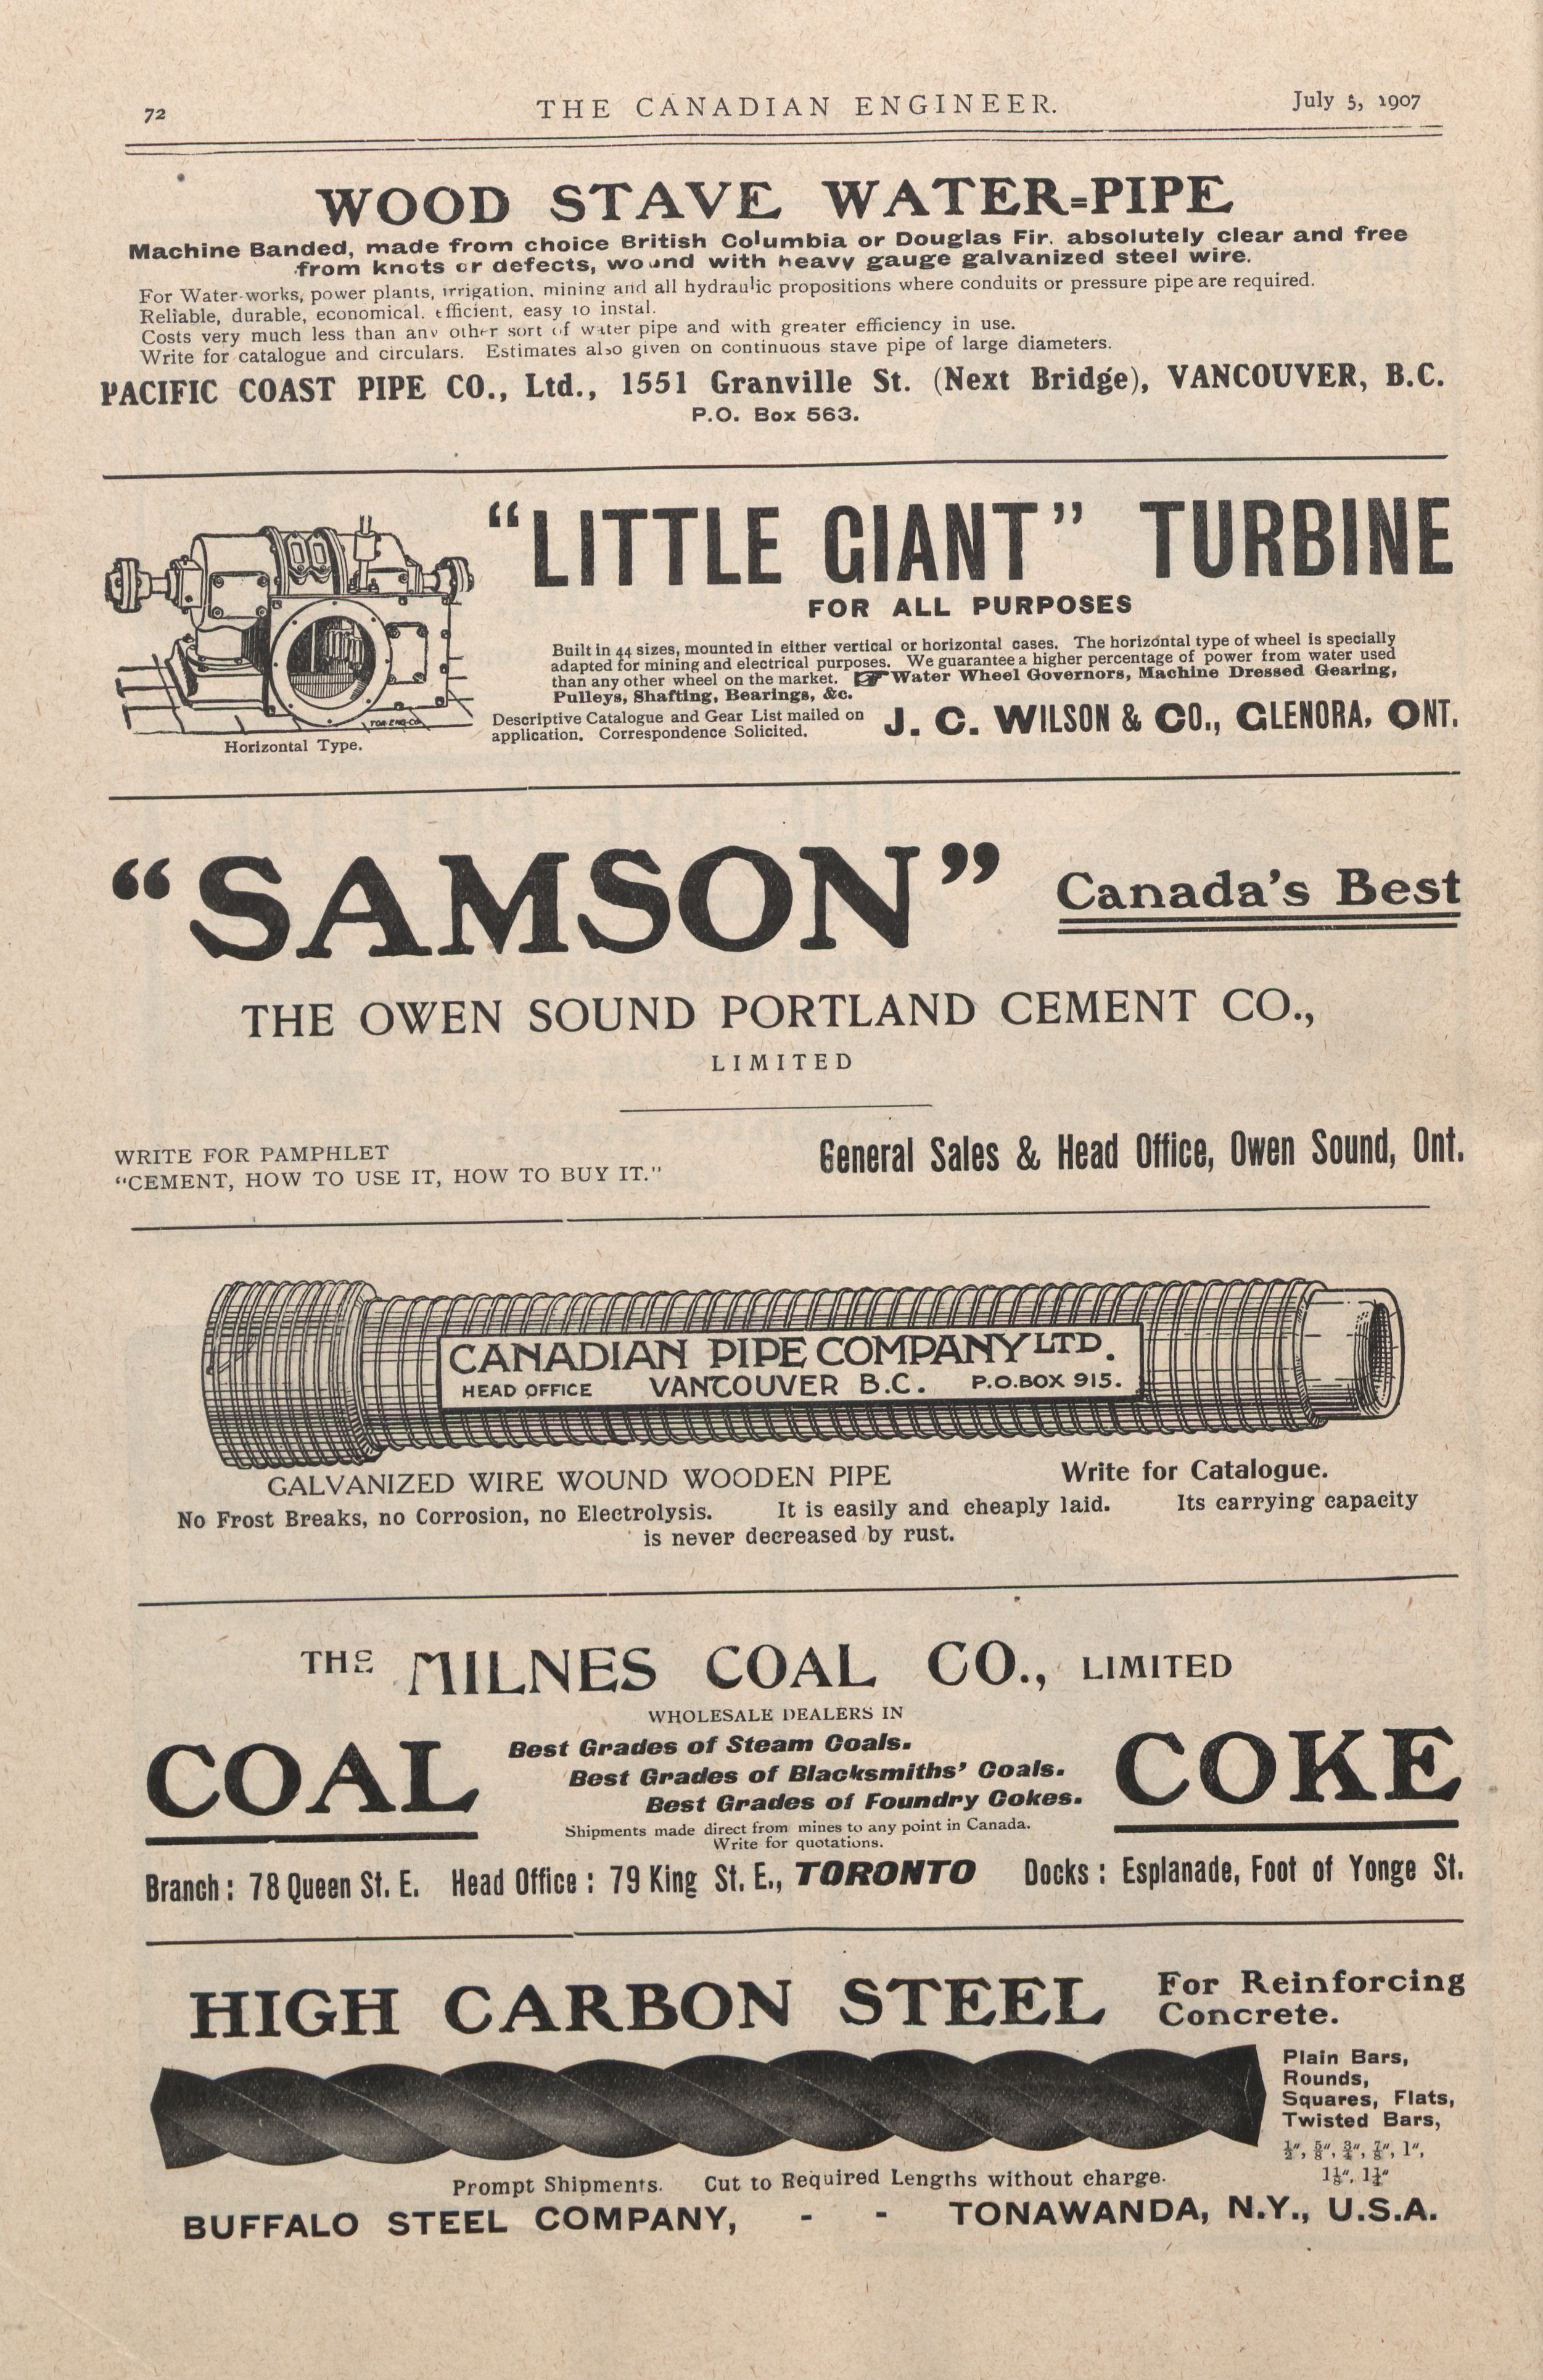 72
THE CANADIAN ENGINEER.
July 5, 1907
WOOD STAVE WATER=PIPE
Machine Banded, made from choice British Columbia or Douglas Fir. absolutely clear and free
from knots or defects, wound with heavy gauge galvanized steel wire.
For Water-works, power plants, irrigation, mining and all hydraulic propositions where conduits or pressure pipe are required.
Reliable, durable, economical. efficient, easy to instal.
Costs very much less than any other sort of water pipe and with greater efficiency in use.
Write for catalogue and circulars. Estimates also given on continuous stave pipe of large diameters.
PACIFIC COAST PIPE CO., Ltd., 1551 Granville St. (Next Bridge), VANCOUVER, B.C.
P.O. Box 563.
"LITTLE GIANT" TURBINE
FOR ALL PURPOSES
Built in 44 sizes, mounted in either vertical or horizontal cases. The horizontal type of wheel is specially
adapted for mining and electrical purposes. We guarantee a higher percentage of power from water used
than any other wheel on the market. ☞ Water Wheel Governors, Machine Dressed Gearing,
Pulleys, Shafting, Bearings, &c.
Descriptive Catalogue and Gear List mailed on
application. Correspondence Solicited.
J. C. WILSON & CO., GLENORA, ONT.
TOR ENG CO
Horizontal Type.
"SAMSON"
Canada's Best
THE OWEN SOUND PORTLAND CEMENT CO.,
LIMITED
WRITE FOR PAMPHLET
"CEMENT, HOW TO USE IT, HOW TO BUY IT."
General Sales & Head Office, Owen Sound, Ont.
CANADIAN PIPE COMPANY LTD.
HEAD OFFICE VANCOUVER B.C. P.O.BOX 915.
GALVANIZED WIRE WOUND WOODEN PIPE
Write for Catalogue.
No Frost Breaks, no Corrosion, no Electrolysis. It is easily and cheaply laid. Its carrying capacity
is never decreased by rust.
THE MILNES COAL CO., LIMITED
WHOLESALE DEALERS IN
COAL
Best Grades of Steam Coals.
Best Grades of Blacksmiths' Coals.
Best Grades of Foundry Cokes.
COKE
Shipments made direct from mines to any point in Canada.
Write for quotations.
Branch: 78 Queen St. E. Head Office: 79 King St. E., TORONTO Docks: Esplanade, Foot of Yonge St.
HIGH CARBON STEEL
For Reinforcing
Concrete.
Plain Bars,
Rounds,
Squares, Flats,
Twisted Bars,
½", ⅝", ¾", ⅞", 1",
1⅛", 1¼"
Prompt Shipments. Cut to Required Lengths without charge.
BUFFALO STEEL COMPANY, - - TONAWANDA, N.Y., U.S.A.